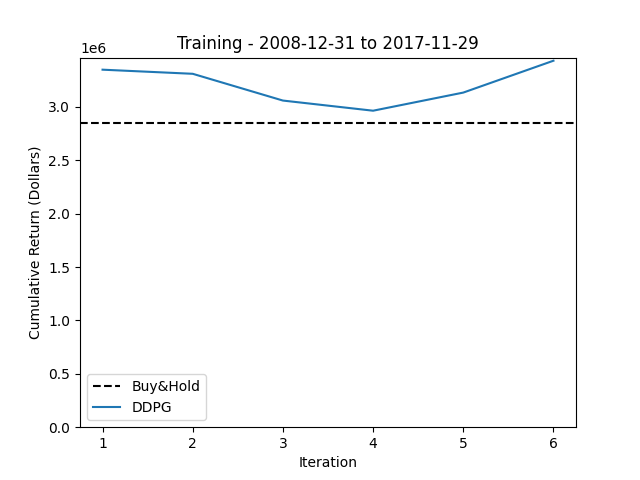 Training - 2008-12-31 to 2017-11-29
1e6
3.0
2.5
2.0
1.5
1.0
0.5
0.0
Cumulative Return (Dollars)
Buy&Hold
DDPG
1 2 3 4 5 6
Iteration